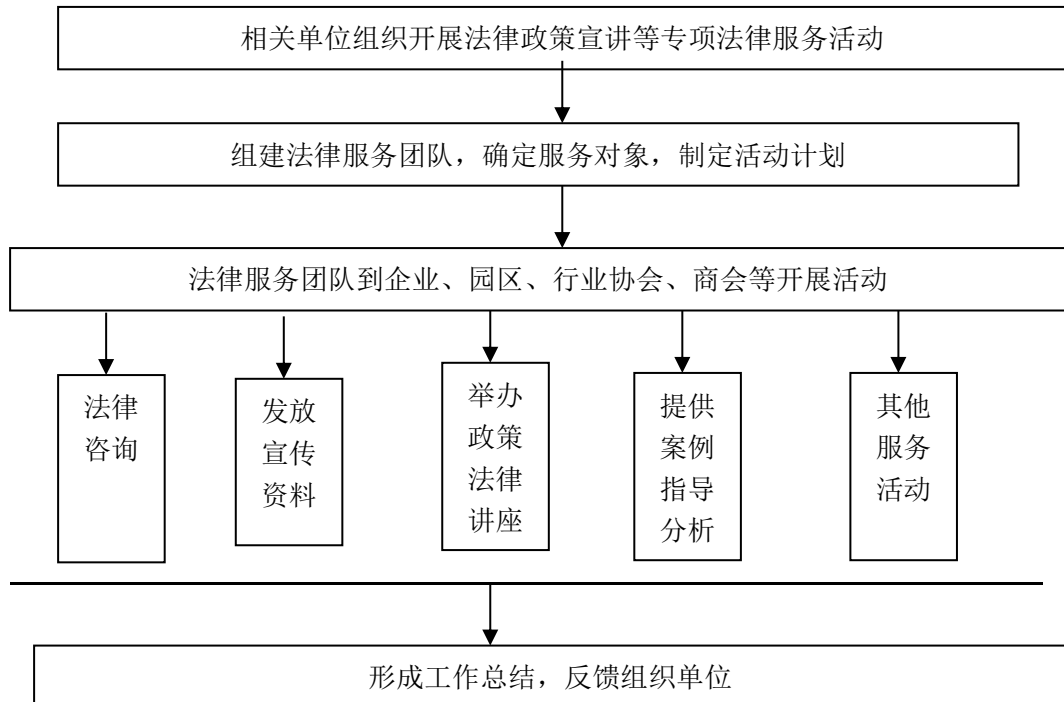 相关单位组织开展法律政策宣讲等专项法律服务活动
组建法律服务团队，确定服务对象，制定活动计划
法律服务团队到企业、园区、行业协会、商会等开展活动
法律
咨询
发放
宣传
资料
举办
政策
法律
讲座
提供
案例
指导
分析
其他
服务
活动
形成工作总结，反馈组织单位